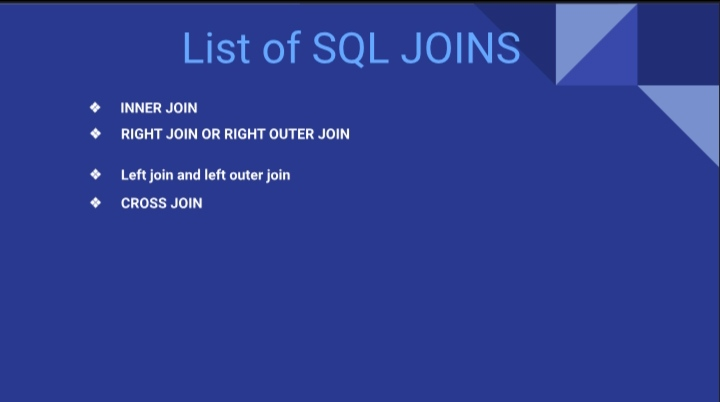 List of SQL JOINS
❖ INNER JOIN
❖ RIGHT JOIN OR RIGHT OUTER JOIN
❖ Left join and left outer join
❖ CROSS JOIN